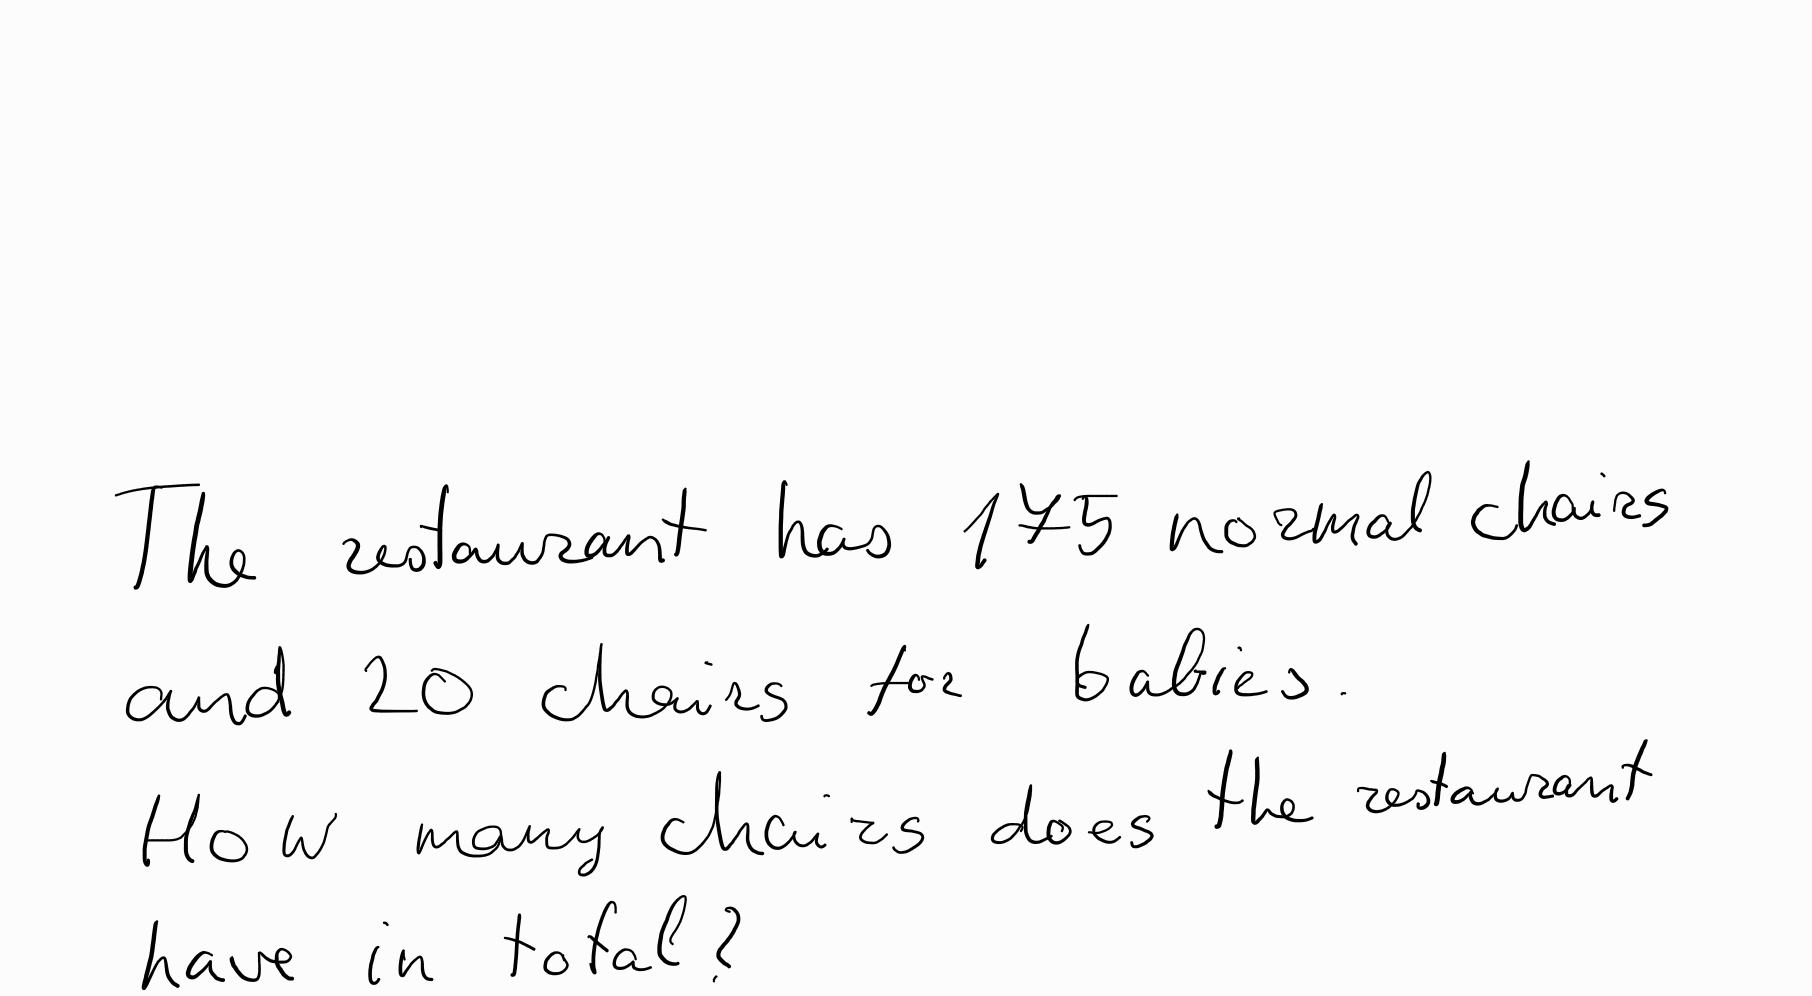 The restaurant has 175 normal chairs
and 20 chairs for babies.
How many chairs does the restaurant
have in total?